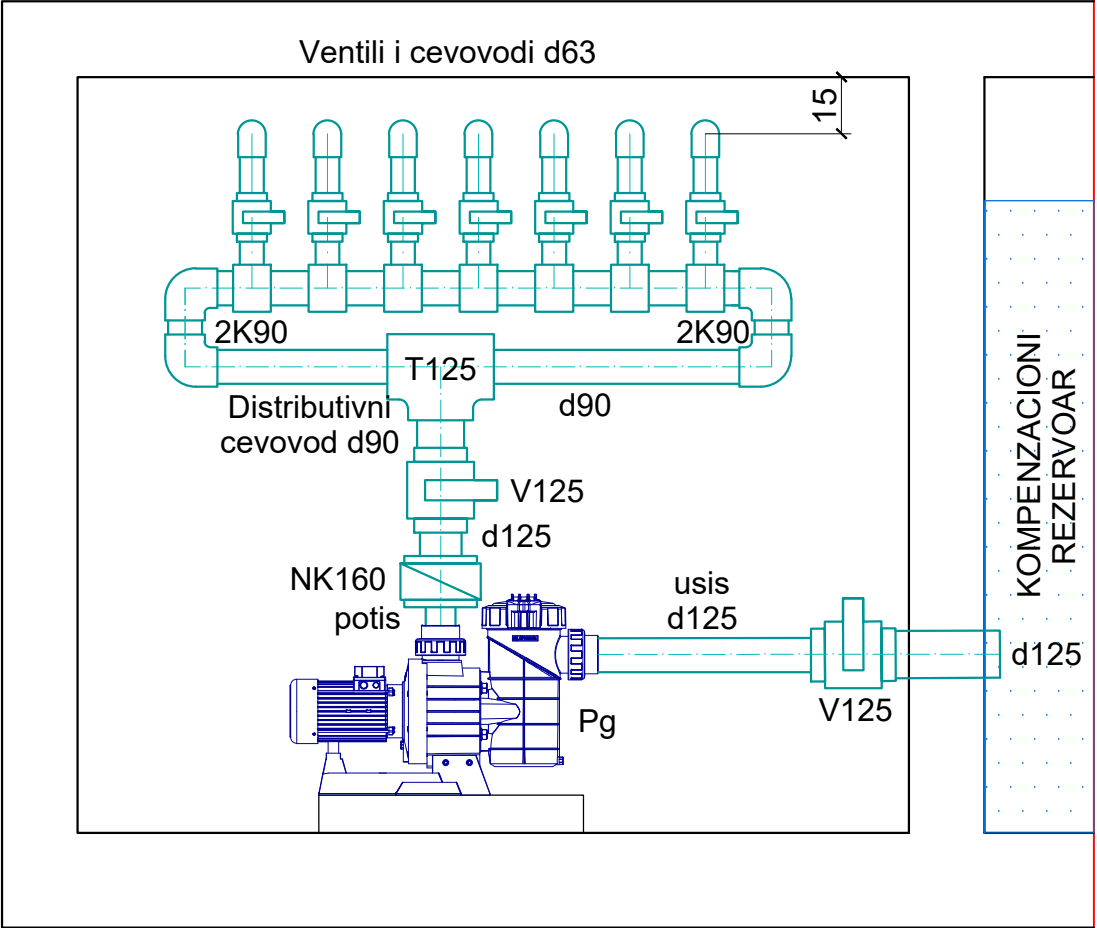 Ventili i cevovodi d63
15
2K90
2K90
T125
Distributivni
cevovod d90
d90
V125
d125
NK160
potis
usis
d125
Pg
V125
d125
KOMPENZACIONI
REZERVOAR